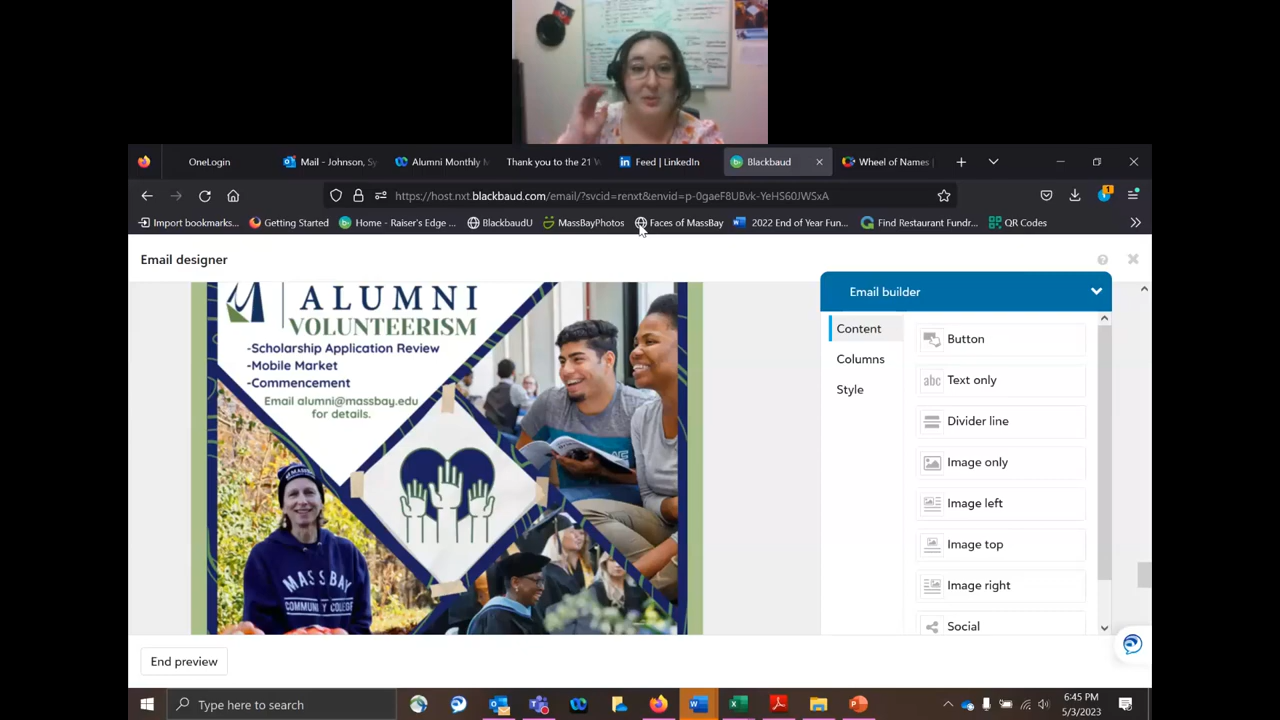 OneLogin
Mail - Johnson, Sy
Alumni Monthly M
Thank you to the 21 W
Feed | LinkedIn
Blackbaud
Wheel of Names |
https://host.nxt.blackbaud.com/email/?svcid=renxt&envid=p-0gaeF8UBvk-YeHS60JWSxA
1
Import bookmarks...
Getting Started
Home - Raiser's Edge ...
BlackbaudU
MassBayPhotos
Faces of MassBay
2022 End of Year Fun...
Find Restaurant Fundr...
QR Codes
Email designer
ALUMNI
VOLUNTEERISM
-Scholarship Application Review
-Mobile Market
-Commencement
Email alumni@massbay.edu
for details.
MASSBAY
COMMUNITY COLLEGE
Email builder
Content
Columns
Style
Button
abc Text only
Divider line
Image only
Image left
Image top
Image right
Social
End preview
Type here to search
6:45 PM
5/3/2023